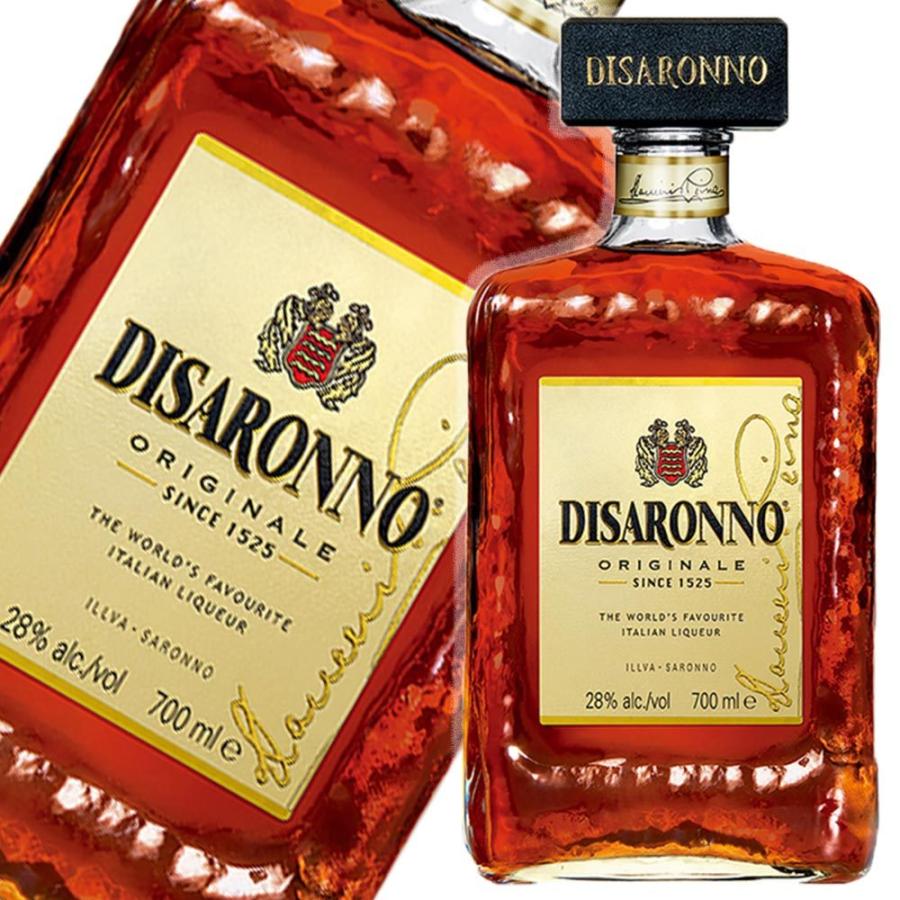 DISARONNO
DISARONNO®
ORIGINALE
SINCE 1525
THE WORLD'S FAVOURITE
ITALIAN LIQUEUR
ILLVA - SARONNO
28% alc./vol 700 ml e
DISARONNO®
ORIGINALE
SINCE 1525
THE WORLD'S FAVOURITE
ITALIAN LIQUEUR
ILLVA - SARONNO
28% alc./vol 700 ml e